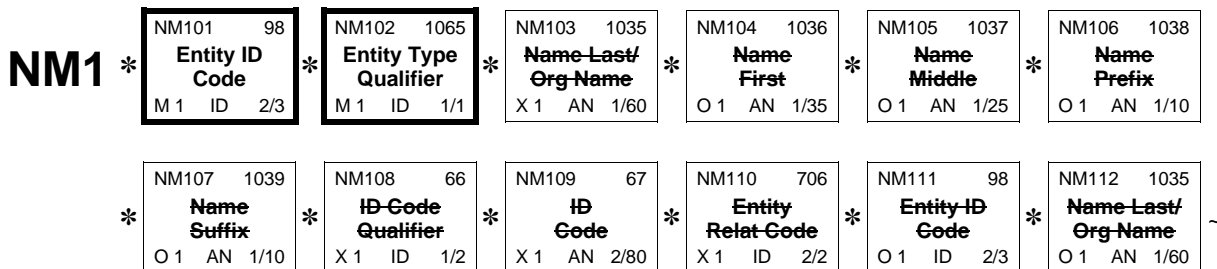 NM101 98 NM102 1065 NM103 1035 NM104 1036 NM105 1037 NM106 1038
NM1 * Entity ID * Entity Type * Name Last/ * Name * Name * Name
Code Qualifier Org Name First Middle Prefix
M 1 ID 2/3 M 1 ID 1/1 X 1 AN 1/60 O 1 AN 1/35 O 1 AN 1/25 O 1 AN 1/10
NM107 1039 NM108 66 NM109 67 NM110 706 NM111 98 NM112 1035
* Name * ID Code * ID * Entity * Entity ID * Name Last/ ~
Suffix Qualifier Code Relat Code Code Org Name
O 1 AN 1/10 X 1 ID 1/2 X 1 AN 2/80 X 1 ID 2/2 O 1 ID 2/3 O 1 AN 1/60